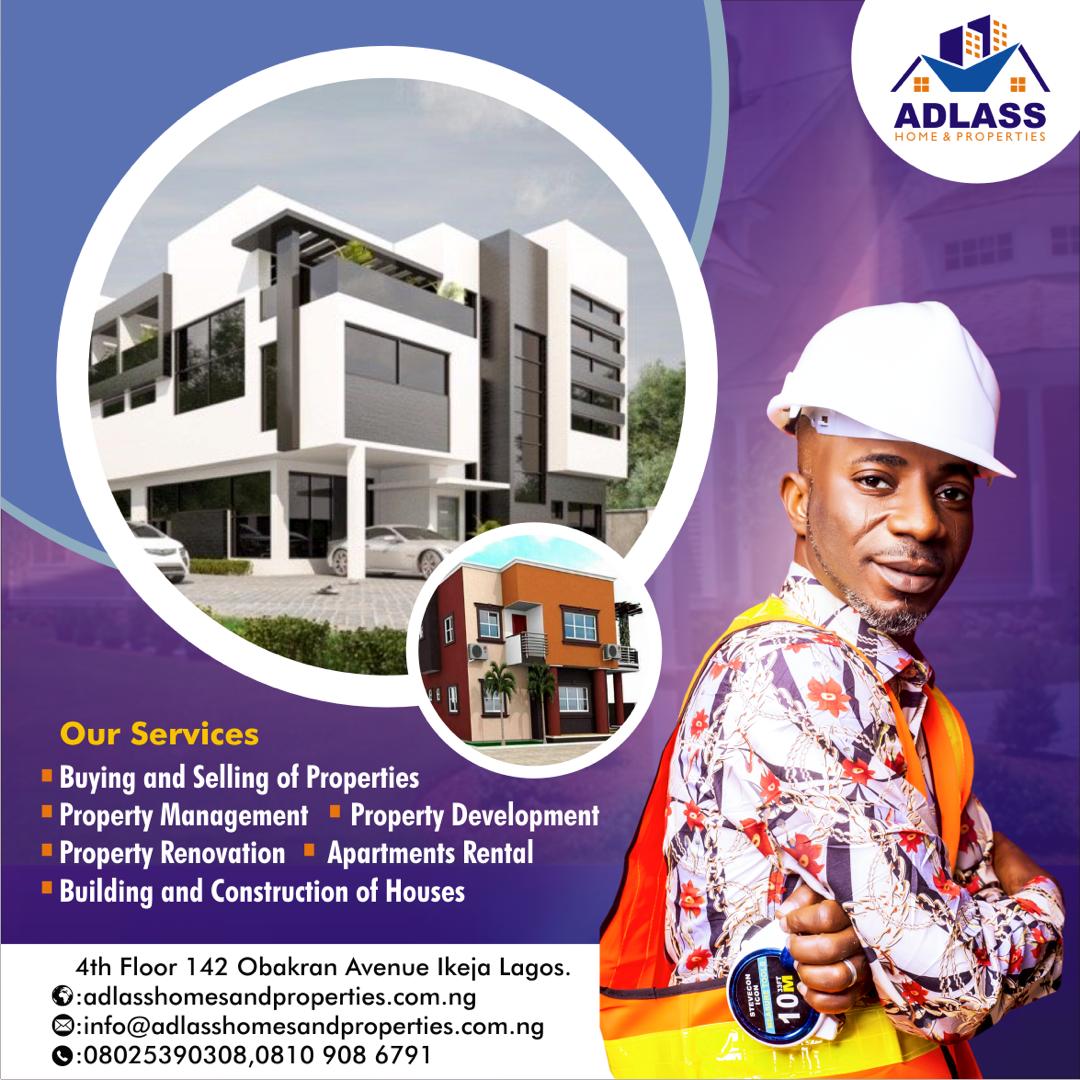 ADLASS
HOME & PROPERTIES
Our Services
Buying and Selling of Properties
Property Management Property Development
Property Renovation Apartments Rental
Building and Construction of Houses
4th Floor 142 Obakran Avenue Ikeja Lagos.
:adlasshomesandproperties.com.ng
:info@adlasshomesandproperties.com.ng
:08025390308,0810 908 6791
STEVECON
ICON
10M
33FT